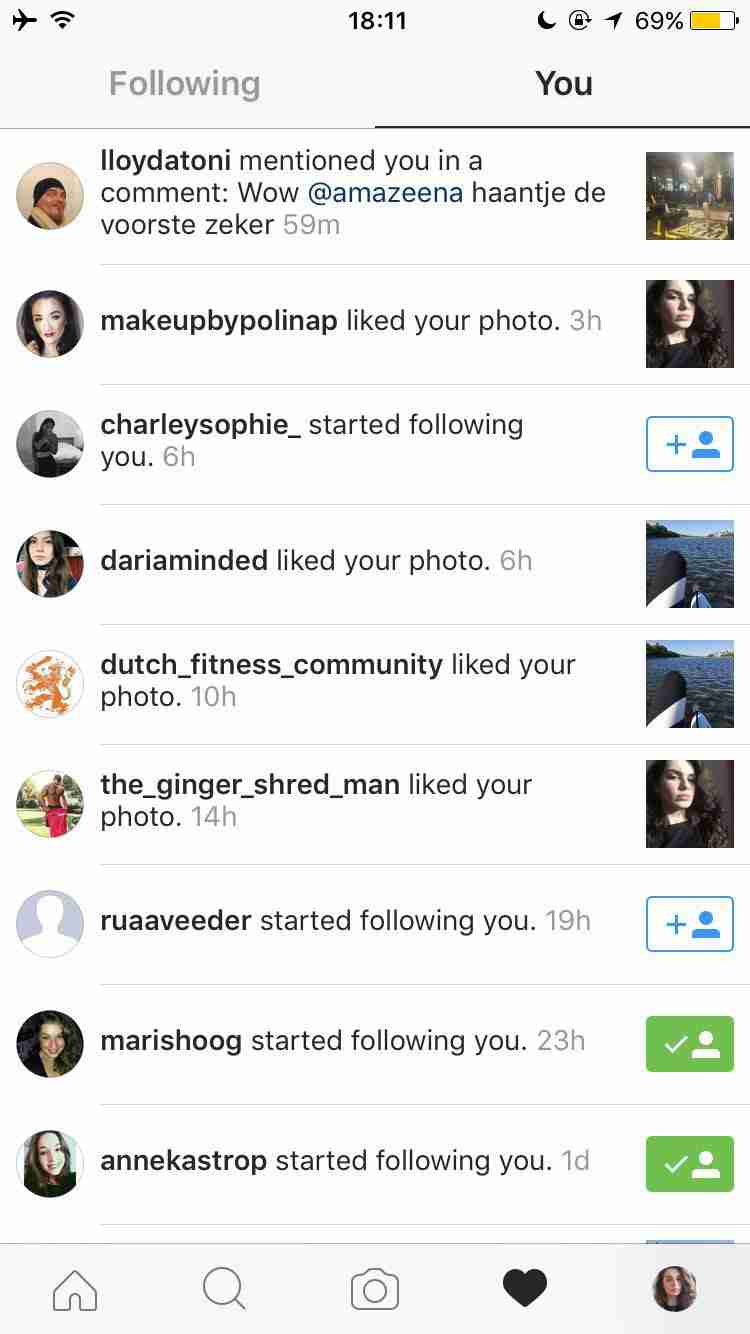 18:11 69%
Following You
lloydatoni mentioned you in a
comment: Wow @amazeena haantje de
voorste zeker 59m
makeupbypolinap liked your photo. 3h
charleysophie_ started following
you. 6h
dariaminded liked your photo. 6h
dutch_fitness_community liked your
photo. 10h
the_ginger_shred_man liked your
photo. 14h
ruaaveeder started following you. 19h
marishoog started following you. 23h
annekastrop started following you. 1d